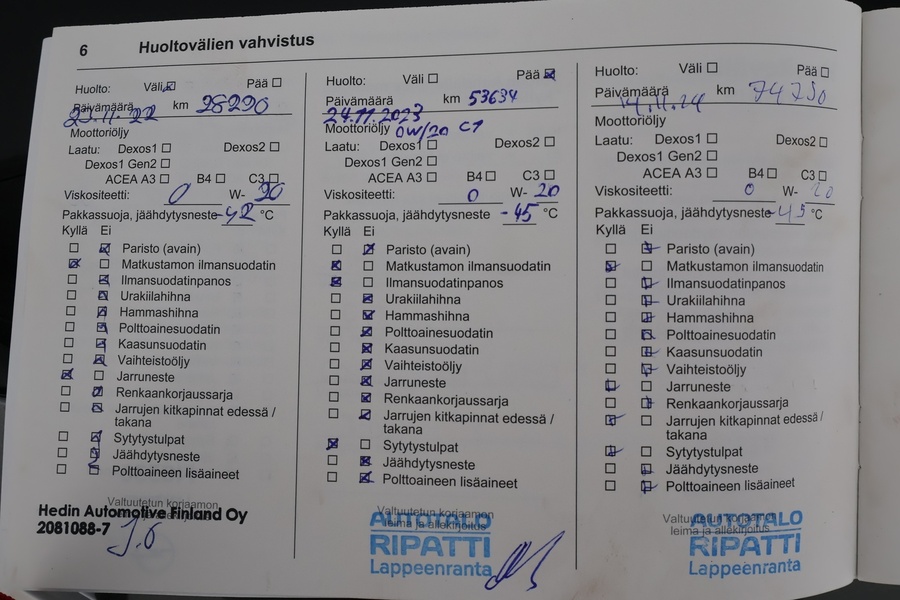 6 Huoltovälien vahvistus
Huolto: Väli Pää
Päivämäärä km 28290
23.11.22
Moottoriöljy
Laatu: Dexos1 Dexos2
Dexos1 Gen2
ACEA A3 B4 C3
Viskositeetti: 0 W- 20
Pakkassuoja, jäähdytysneste -42 °C
Kyllä Ei
Paristo (avain)
Matkustamon ilmansuodatin
Ilmansuodatinpanos
Urakiilahihna
Hammashihna
Polttoainesuodatin
Kaasunsuodatin
Vaihteistoöljy
Jarruneste
Renkaankorjaussarja
Jarrujen kitkapinnat edessä /
takana
Sytytystulpat
Jäähdytysneste
Polttoaineen lisäaineet
Valtuutetun korjaamon
Hedin Automotive Finland Oy
2081088-7
Huolto: Väli Pää
Päivämäärä km 53634
24.11.2023
Moottoriöljy 0W/20 C1
Laatu: Dexos1 Dexos2
Dexos1 Gen2
ACEA A3 B4 C3
Viskositeetti: 0 W- 20
Pakkassuoja, jäähdytysneste -45 °C
Kyllä Ei
Paristo (avain)
Matkustamon ilmansuodatin
Ilmansuodatinpanos
Urakiilahihna
Hammashihna
Polttoainesuodatin
Kaasunsuodatin
Vaihteistoöljy
Jarruneste
Renkaankorjaussarja
Jarrujen kitkapinnat edessä /
takana
Sytytystulpat
Jäähdytysneste
Polttoaineen lisäaineet
Valtuutetun korjaamon
leima ja allekirjoitus
AUTOTALO
RIPATTI
Lappeenranta
Huolto: Väli Pää
Päivämäärä km 74750
14.11.24
Moottoriöljy
Laatu: Dexos1 Dexos2
Dexos1 Gen2
ACEA A3 B4 C3
Viskositeetti: 0 W- 20
Pakkassuoja, jäähdytysneste -45 °C
Kyllä Ei
Paristo (avain)
Matkustamon ilmansuodatin
Ilmansuodatinpanos
Urakiilahihna
Hammashihna
Polttoainesuodatin
Kaasunsuodatin
Vaihteistoöljy
Jarruneste
Renkaankorjaussarja
Jarrujen kitkapinnat edessä /
takana
Sytytystulpat
Jäähdytysneste
Polttoaineen lisäaineet
Valtuutetun korjaamon
leima ja allekirjoitus
AUTOTALO
RIPATTI
Lappeenranta